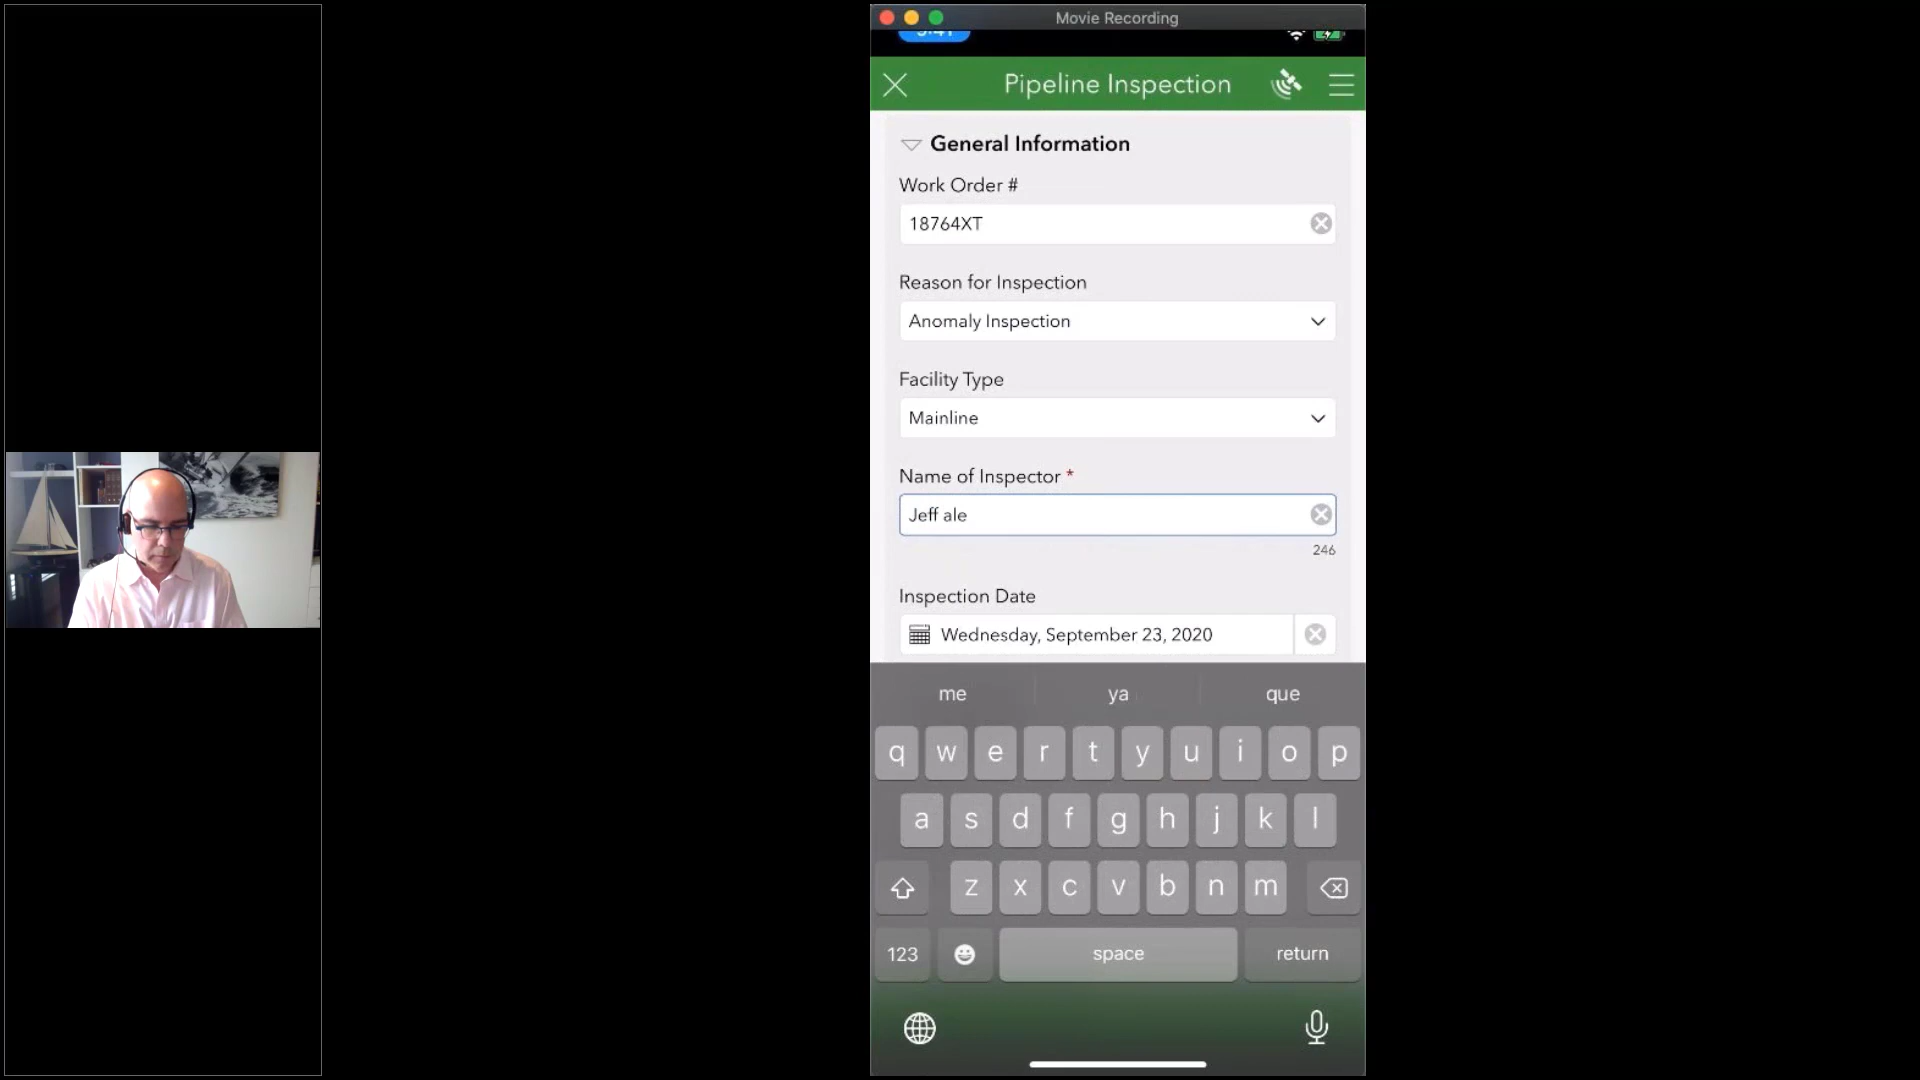 Movie Recording
Pipeline Inspection
General Information
Work Order #
18764XT
Reason for Inspection
Anomaly Inspection
Facility Type
Mainline
Name of Inspector *
Jeff ale
246
Inspection Date
Wednesday, September 23, 2020
me ya que
q w e r t y u i o p
a s d f g h j k l
z x c v b n m
123 space return